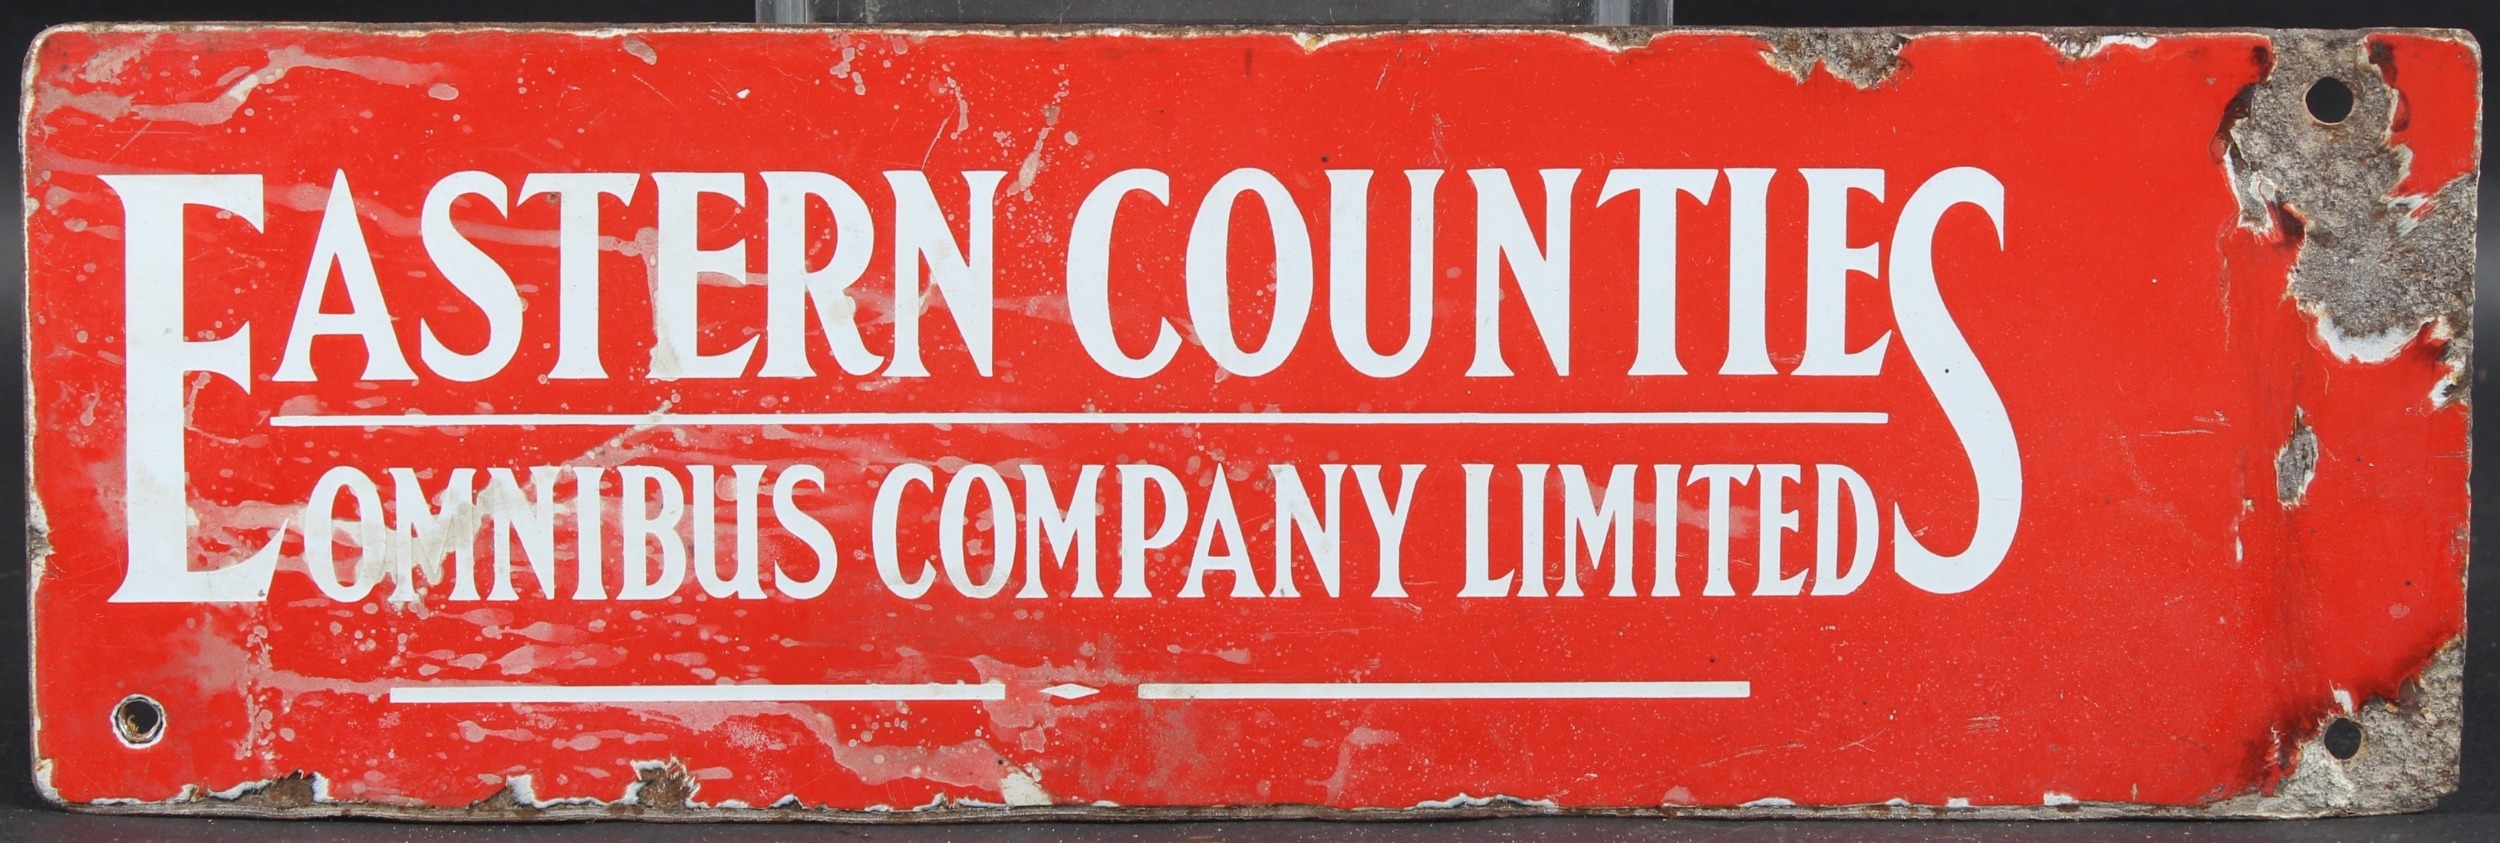 EASTERN COUNTIES
OMNIBUS COMPANY LIMITED